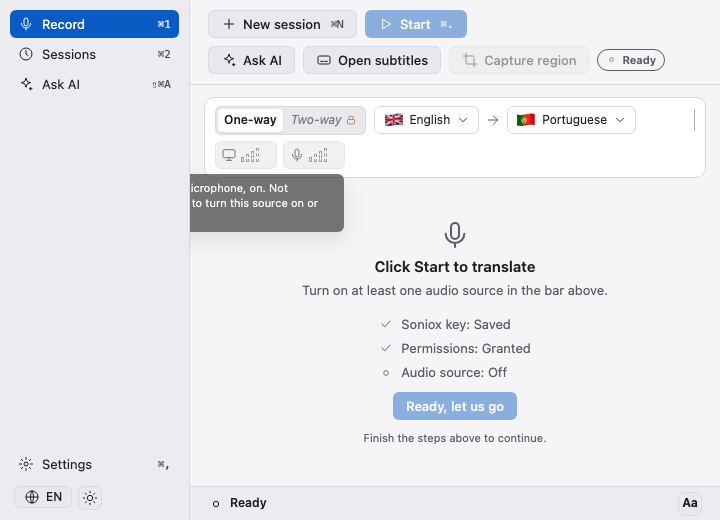 Record ⌘1
Sessions ⌘2
Ask AI ⇧⌘A
Settings ⌘,
EN
New session ⌘N
Start ⌘.
Ask AI
Open subtitles
Capture region
Ready
One-way
Two-way
English
Portuguese
icrophone, on. Not
to turn this source on or
Click Start to translate
Turn on at least one audio source in the bar above.
Soniox key: Saved
Permissions: Granted
Audio source: Off
Ready, let us go
Finish the steps above to continue.
Ready
Aa